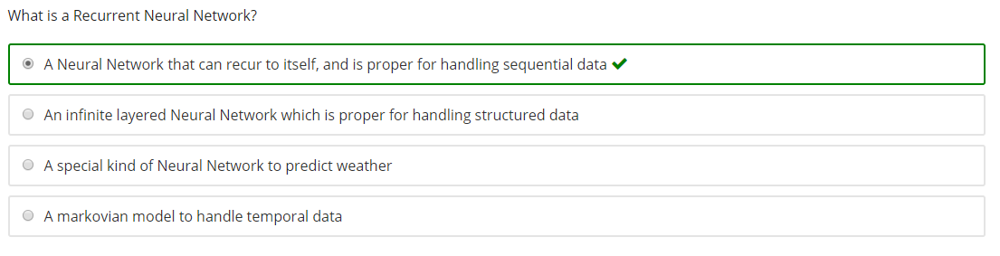 What is a Recurrent Neural Network?
A Neural Network that can recur to itself, and is proper for handling sequential data
An infinite layered Neural Network which is proper for handling structured data
A special kind of Neural Network to predict weather
A markovian model to handle temporal data